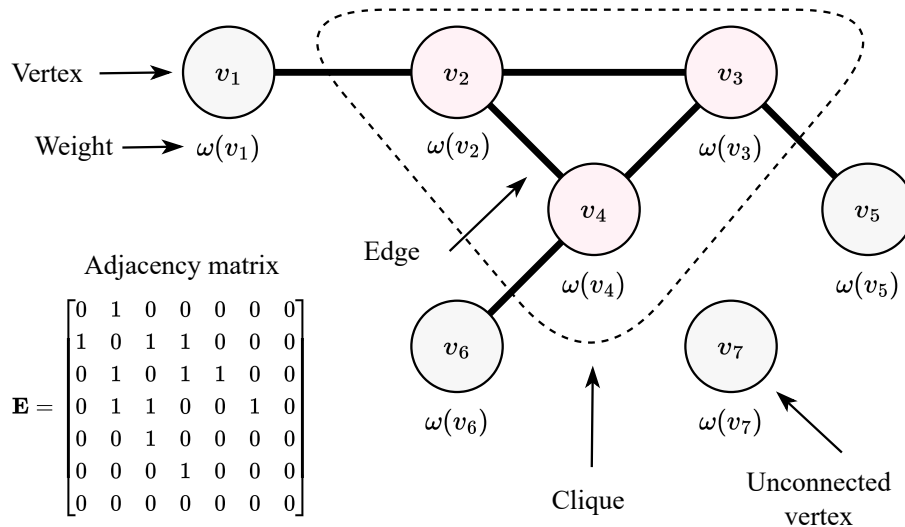 v₁ v₂ v₃
Vertex
Weight ω(v₁) ω(v₂) ω(v₃)
v₄ v₅
Edge
Adjacency matrix ω(v₄) ω(v₅)
0 1 0 0 0 0 0
1 0 1 1 0 0 0
0 1 0 1 1 0 0
E = 0 1 1 0 0 1 0
0 0 1 0 0 0 0
0 0 0 1 0 0 0
0 0 0 0 0 0 0
v₆ v₇
ω(v₆) ω(v₇)
Clique
Unconnected
vertex